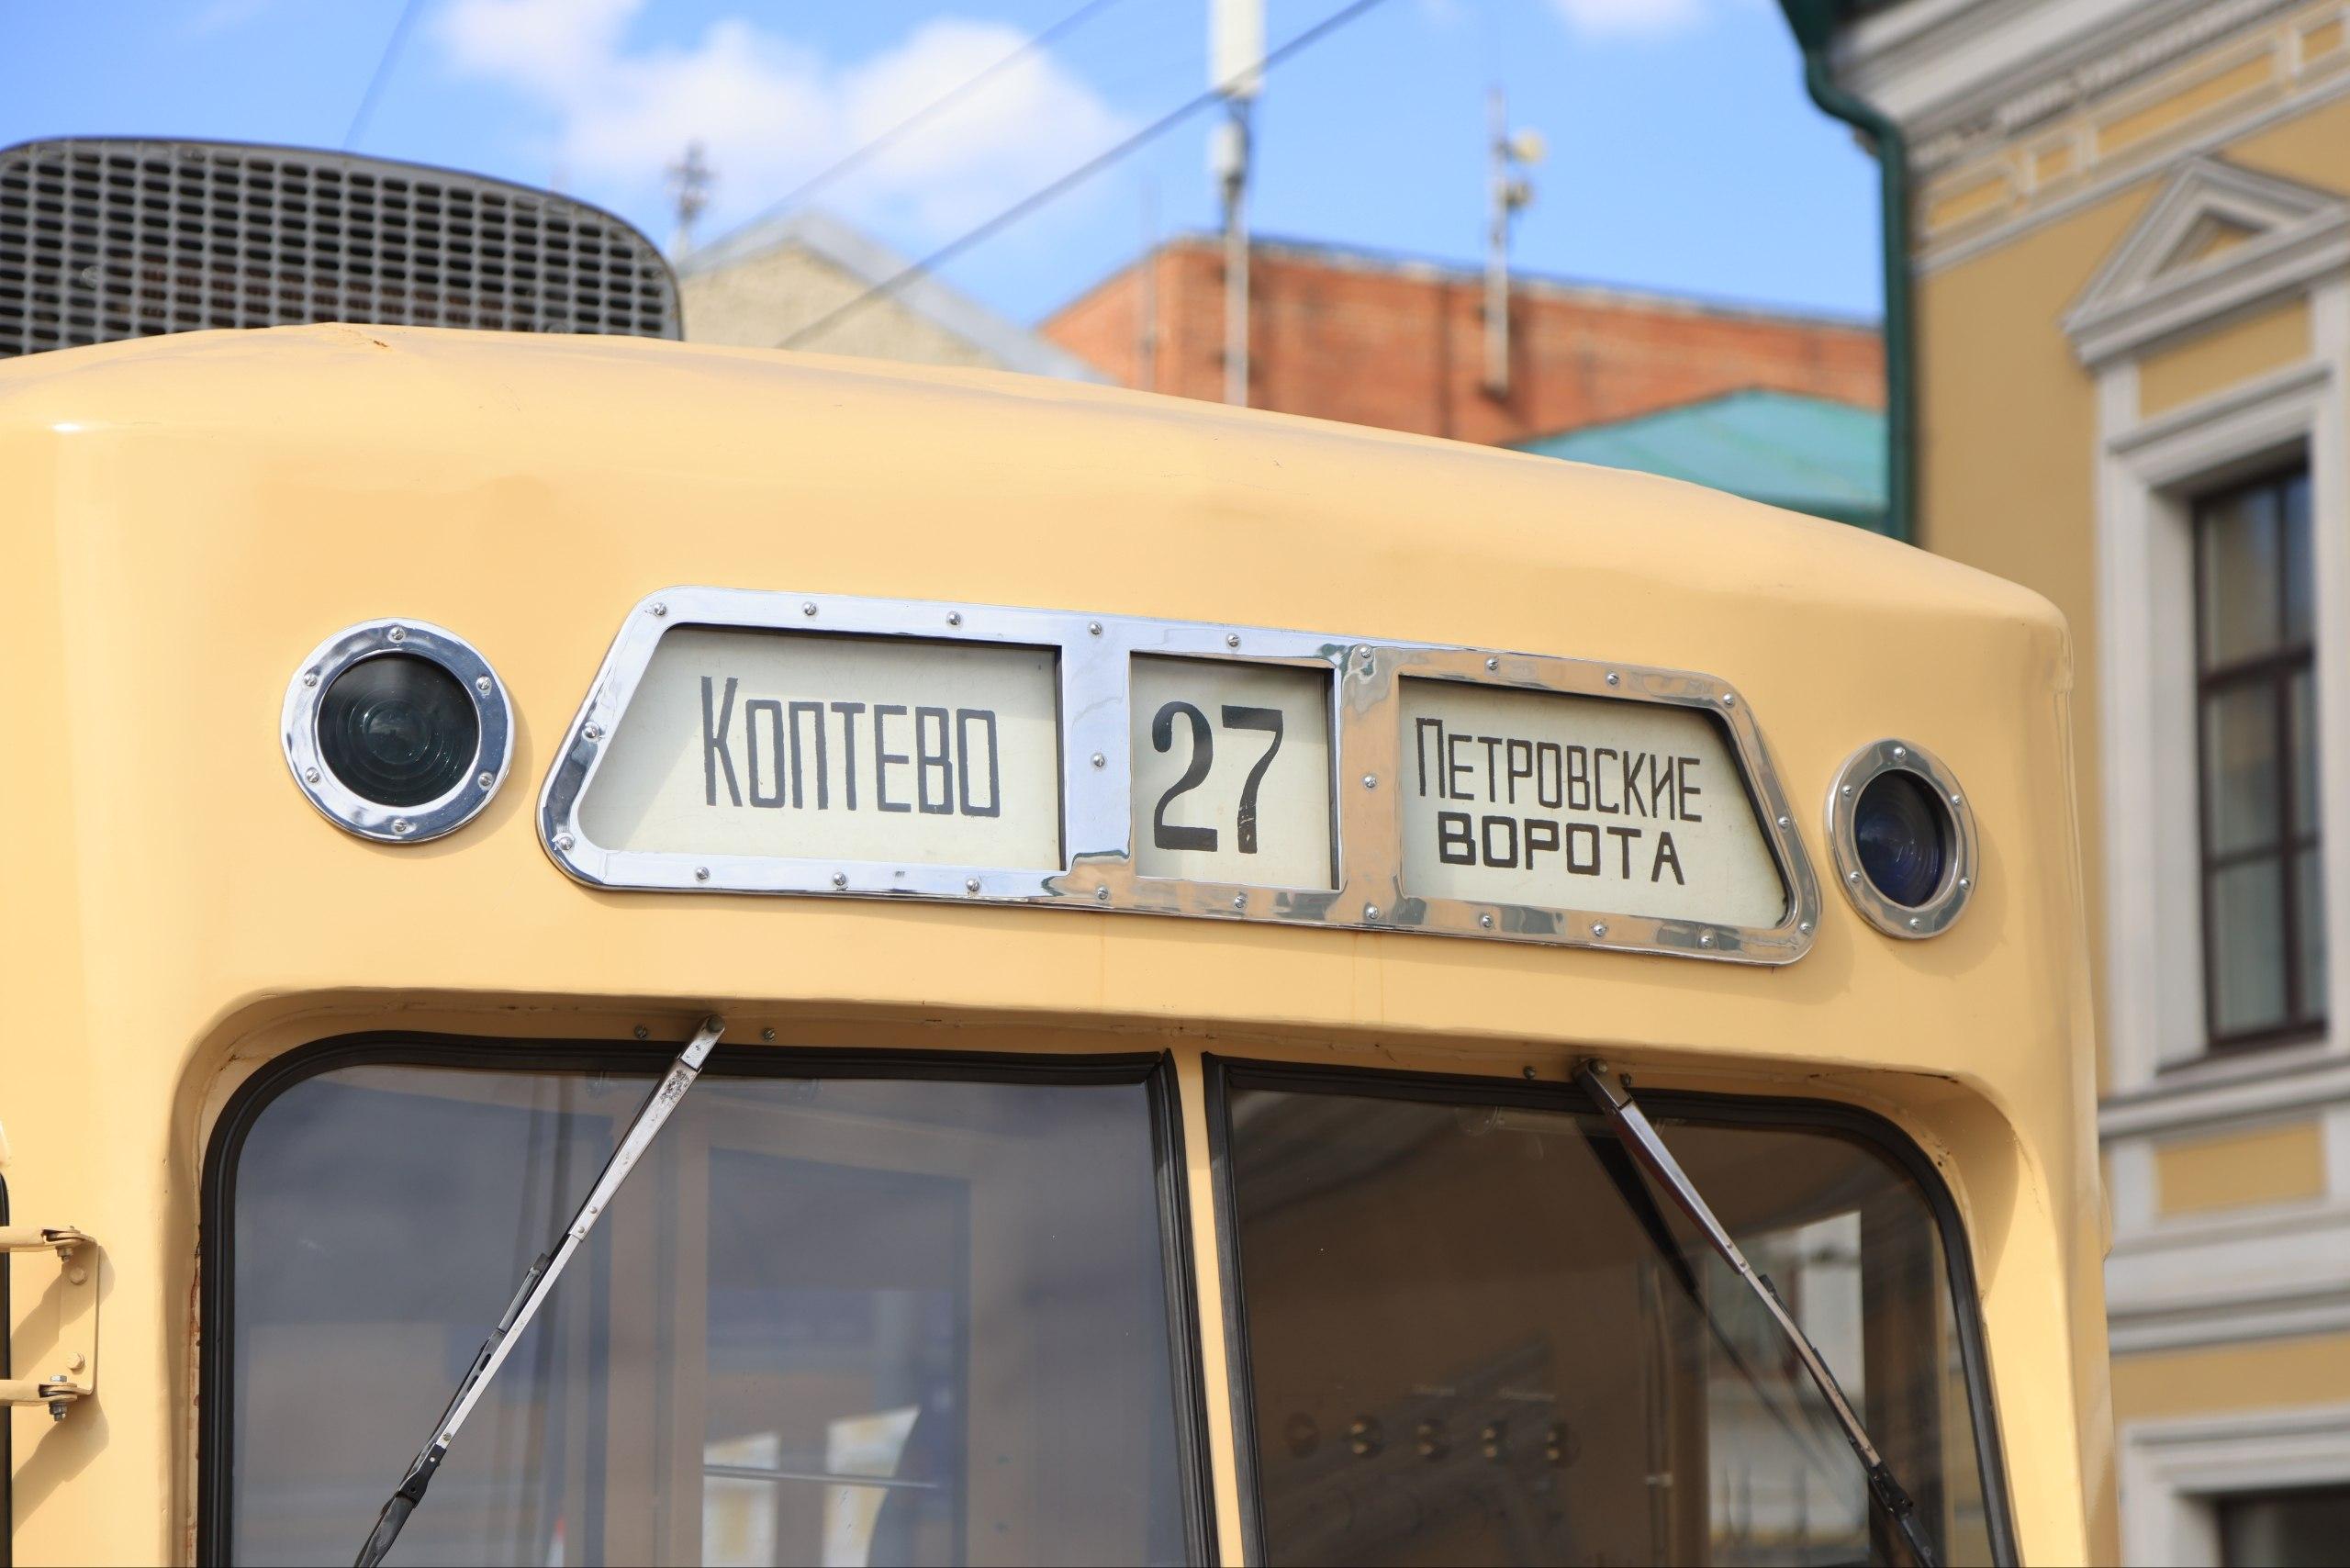 Коптево
27
Петровские
ворота